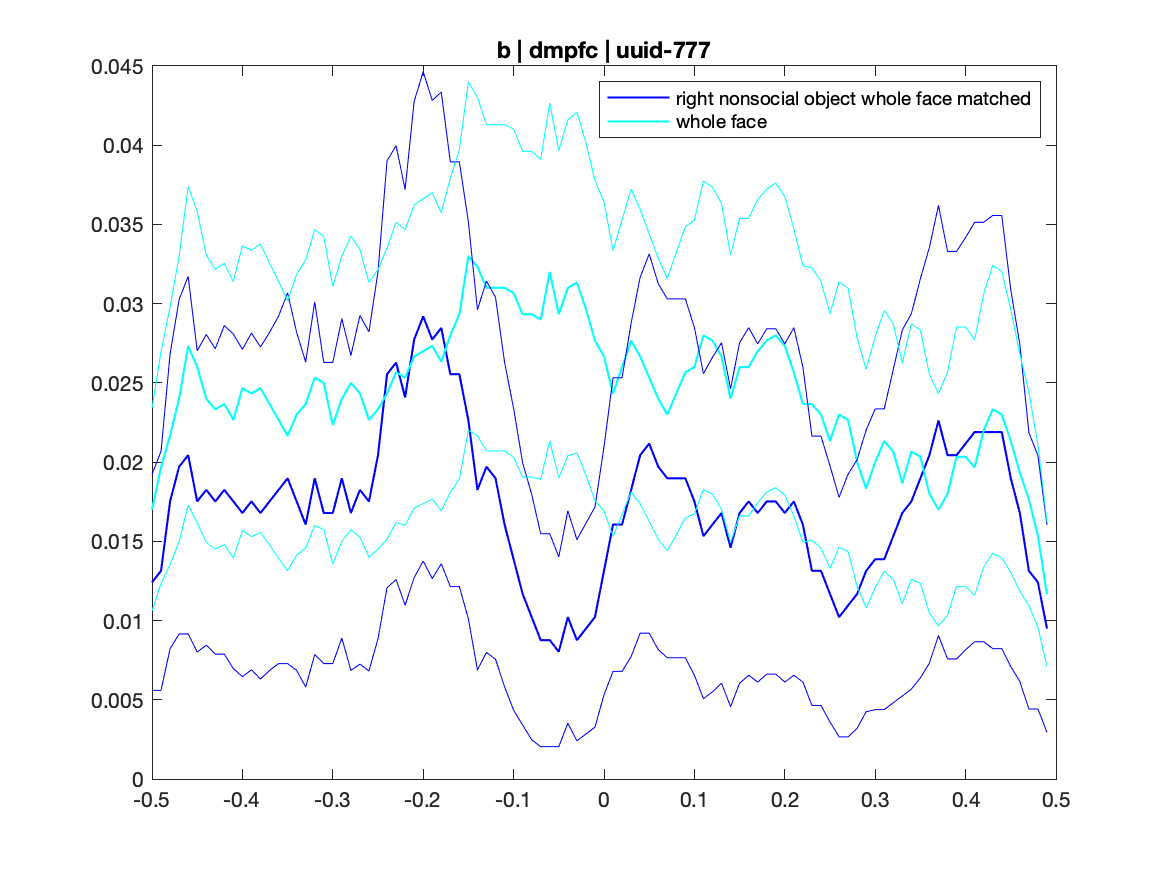 b | dmpfc | uuid-777
right nonsocial object whole face matched
whole face
0.045
0.04
0.035
0.03
0.025
0.02
0.015
0.01
0.005
0
-0.5 -0.4 -0.3 -0.2 -0.1 0 0.1 0.2 0.3 0.4 0.5